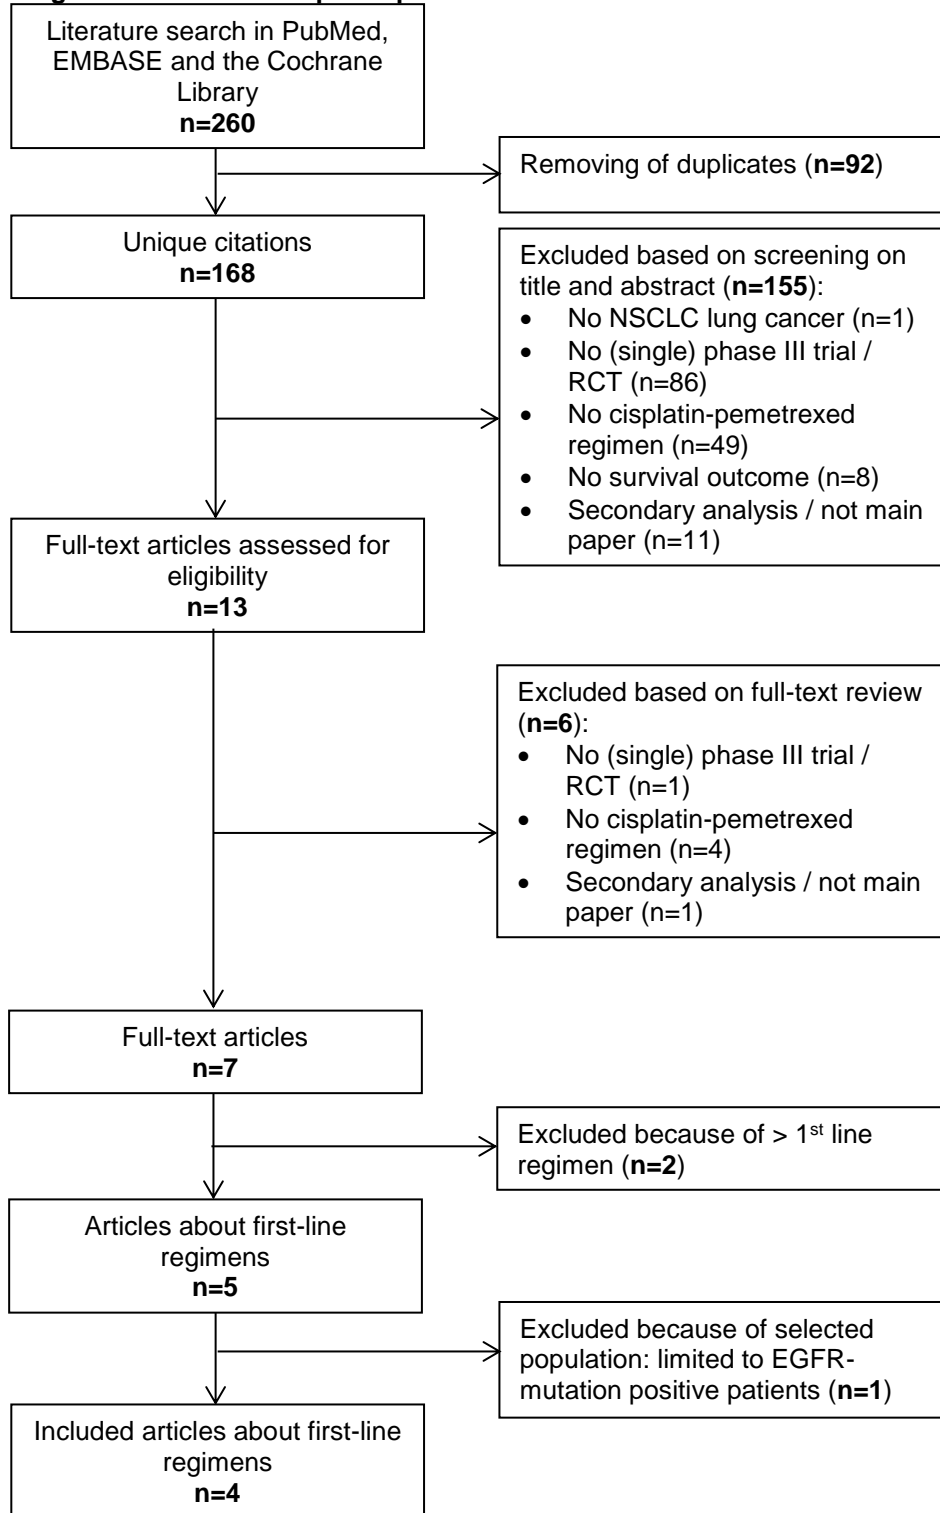 Literature search in PubMed,
EMBASE and the Cochrane
Library
n=260
Removing of duplicates (n=92)
Unique citations
n=168
Excluded based on screening on
title and abstract (n=155):
• No NSCLC lung cancer (n=1)
• No (single) phase III trial /
RCT (n=86)
• No cisplatin-pemetrexed
regimen (n=49)
• No survival outcome (n=8)
• Secondary analysis / not main
paper (n=11)
Full-text articles assessed for
eligibility
n=13
Excluded based on full-text review
(n=6):
• No (single) phase III trial /
RCT (n=1)
• No cisplatin-pemetrexed
regimen (n=4)
• Secondary analysis / not main
paper (n=1)
Full-text articles
n=7
Excluded because of > 1st line
regimen (n=2)
Articles about first-line
regimens
n=5
Excluded because of selected
population: limited to EGFR-
mutation positive patients (n=1)
Included articles about first-line
regimens
n=4